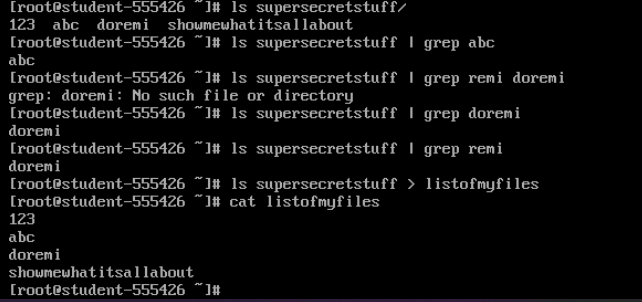 [root@student-555426 ~]# ls supersecretstuff/
123  abc  doremi  showmewhatitsallabout
[root@student-555426 ~]# ls supersecretstuff | grep abc
abc
[root@student-555426 ~]# ls supersecretstuff | grep remi doremi
grep: doremi: No such file or directory
[root@student-555426 ~]# ls supersecretstuff | grep doremi
doremi
[root@student-555426 ~]# ls supersecretstuff | grep remi
doremi
[root@student-555426 ~]# ls supersecretstuff > listofmyfiles
[root@student-555426 ~]# cat listofmyfiles
123
abc
doremi
showmewhatitsallabout
[root@student-555426 ~]#